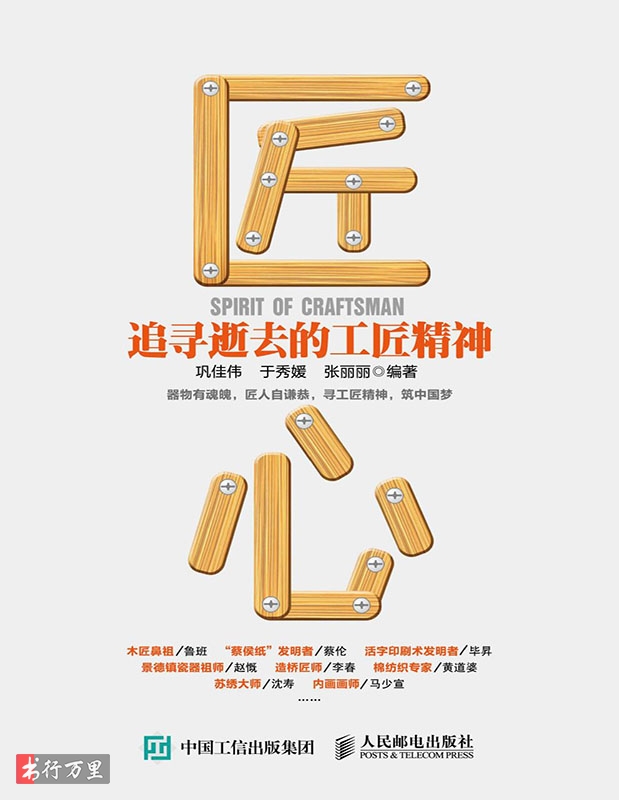 匠
SPIRIT OF CRAFTSMAN
追寻逝去的工匠精神
巩佳伟 于秀媛 张丽丽◎编著
器物有魂魄，匠人自谦恭，寻工匠精神，筑中国梦
心
木匠鼻祖/鲁班 “蔡侯纸”发明者/蔡伦 活字印刷术发明者/毕昇
景德镇瓷器祖师/赵慨 造桥匠师/李春 棉纺织专家/黄道婆
苏绣大师/沈寿 内画画师/马少宣
……
中国工信出版集团 人民邮电出版社
POSTS & TELECOM PRESS
书行万里